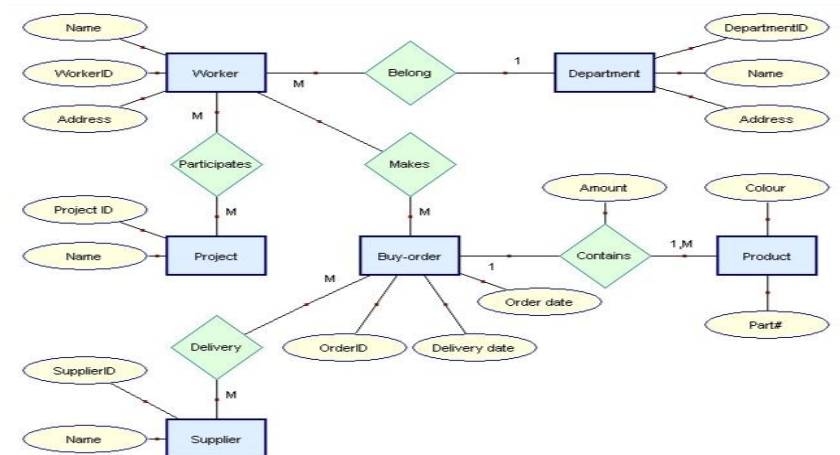 Name
DepartmentID
WorkerID
Worker
Belong
Department
Name
M
1
Address
Address
M
Participates
Makes
Amount
Colour
Project ID
M
M
1,M
Name
Project
Buy-order
Contains
Product
M
1
Order date
Part#
Delivery
OrderID
Delivery date
SupplierID
M
Name
Supplier